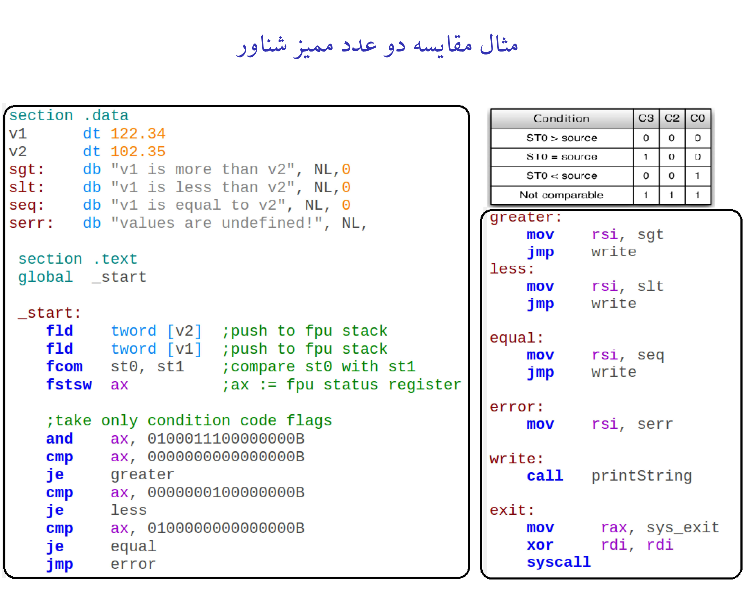 مثال مقایسه دو عدد ممیز شناور
section .data
v1 dt 122.34
v2 dt 102.35
sgt: db "v1 is more than v2", NL,0
slt: db "v1 is less than v2", NL,0
seq: db "v1 is equal to v2", NL, 0
serr: db "values are undefined!", NL,
section .text
global _start
_start:
fld tword [v2] ;push to fpu stack
fld tword [v1] ;push to fpu stack
fcom st0, st1 ;compare st0 with st1
fstsw ax ;ax := fpu status register
;take only condition code flags
and ax, 0100011100000000B
cmp ax, 0000000000000000B
je greater
cmp ax, 0000000100000000B
je less
cmp ax, 0100000000000000B
je equal
jmp error
Condition C3 C2 C0
ST0 > source 0 0 0
ST0 = source 1 0 0
ST0 < source 0 0 1
Not comparable 1 1 1
greater:
mov rsi, sgt
jmp write
less:
mov rsi, slt
jmp write
equal:
mov rsi, seq
jmp write
error:
mov rsi, serr
write:
call printString
exit:
mov rax, sys_exit
xor rdi, rdi
syscall